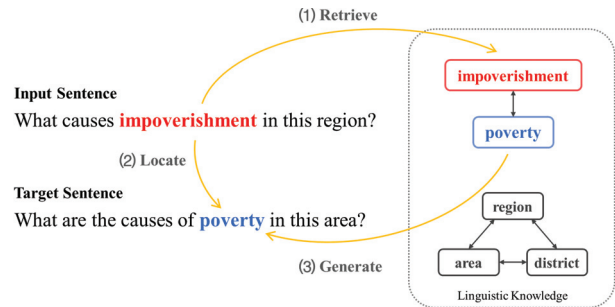 (1) Retrieve
impoverishment
Input Sentence
What causes impoverishment in this region?
poverty
(2) Locate
Target Sentence
What are the causes of poverty in this area?
region
(3) Generate
area
district
Linguistic Knowledge